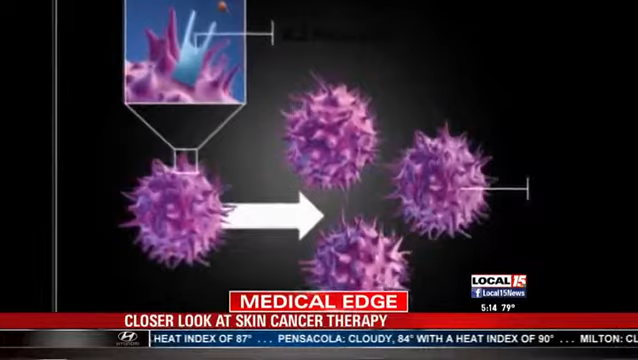 LOCAL 15
f Local15News
5:14 79°
MEDICAL EDGE
CLOSER LOOK AT SKIN CANCER THERAPY
HYUNDAI HEAT INDEX OF 87° ... PENSACOLA: CLOUDY, 84° WITH A HEAT INDEX OF 90° ... MILTON: CL